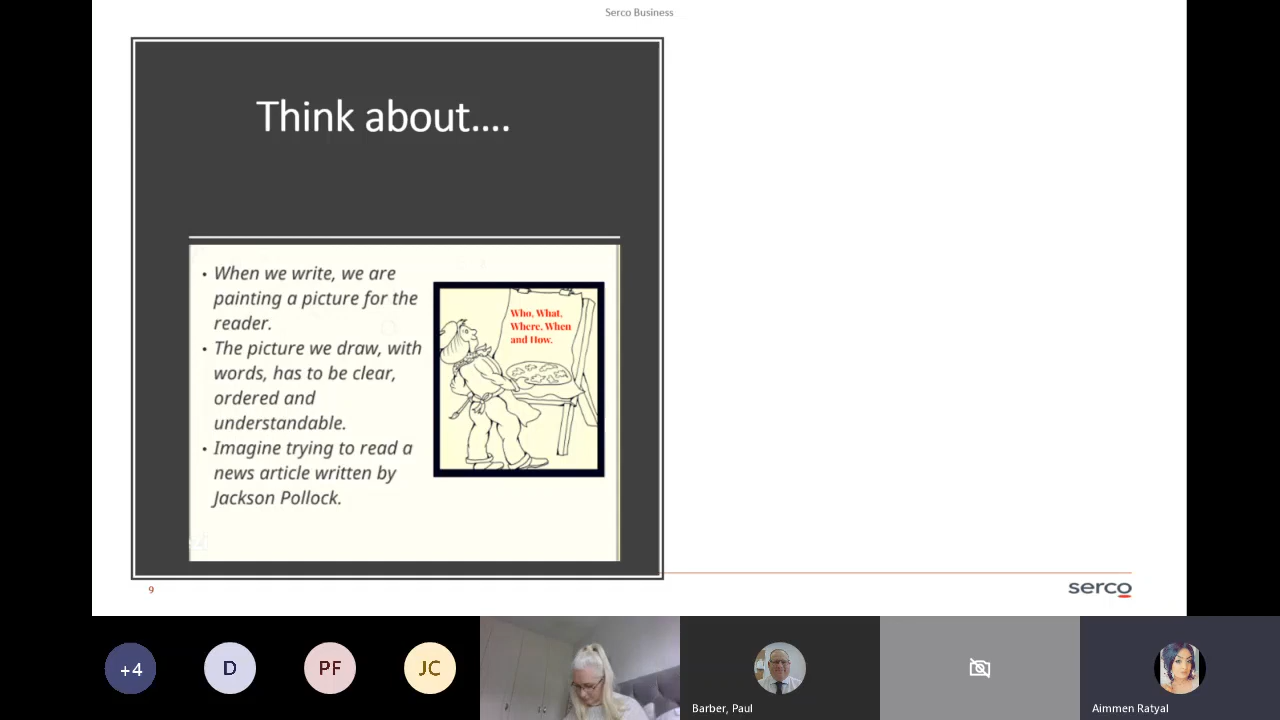 Serco Business
Think about....
• When we write, we are
painting a picture for the
reader.
• The picture we draw, with
words, has to be clear,
ordered and
understandable.
• Imagine trying to read a
news article written by
Jackson Pollock.
Who, What,
Where, When
and How.
9
serco
+4
D
PF
JC
Barber, Paul
Aimmen Ratyal